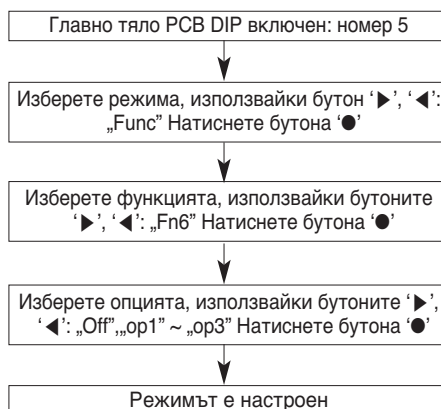 Главно тяло PCB DIP включен: номер 5
Изберете режима, използвайки бутон ‘▶’, ‘◀’:
„Func” Натиснете бутона ‘●’
Изберете функцията, използвайки бутоните
‘▶’, ‘◀’: „Fn6” Натиснете бутона ‘●’
Изберете опцията, използвайки бутоните ‘▶’,
‘◀’: „Off”,„op1” ~ „op3” Натиснете бутона ‘●’
Режимът е настроен